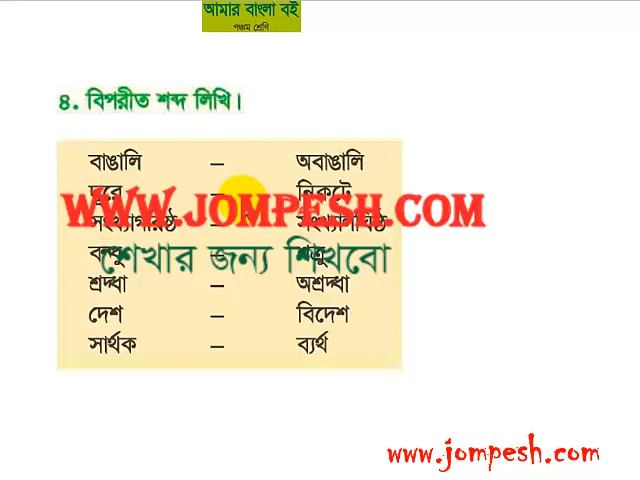 আমার বাংলা বই
পঞ্চম শ্রেণি
৪. বিপরীত শব্দ লিখি।
বাঙালি – অবাঙালি
দূরে – নিকটে
WWW.JOMPESH.COM
সংখ্যাগরিষ্ঠ – সংখ্যালঘিষ্ঠ
বন্ধু – শত্রু
শেখার জন্য শিখবো
শ্রদ্ধা – অশ্রদ্ধা
দেশ – বিদেশ
সার্থক – ব্যর্থ
www.jompesh.com